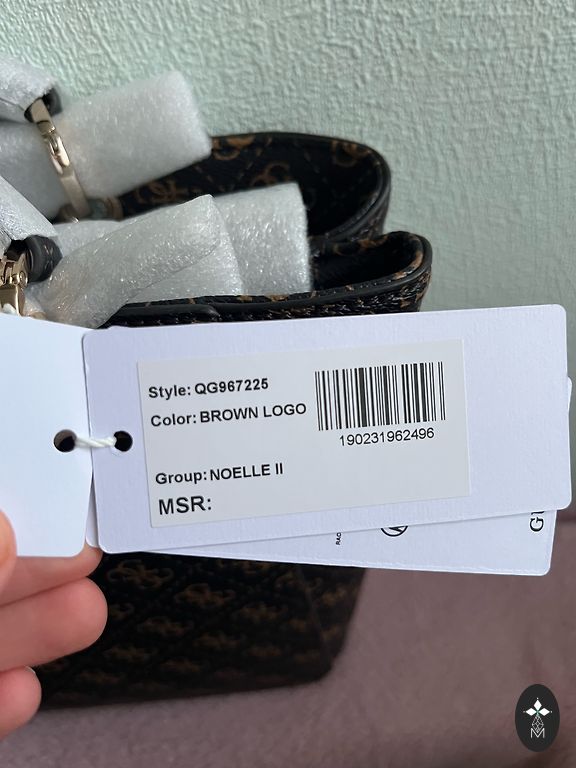 Style: QG967225
Color: BROWN LOGO
190231962496
Group: NOELLE II
MSR: